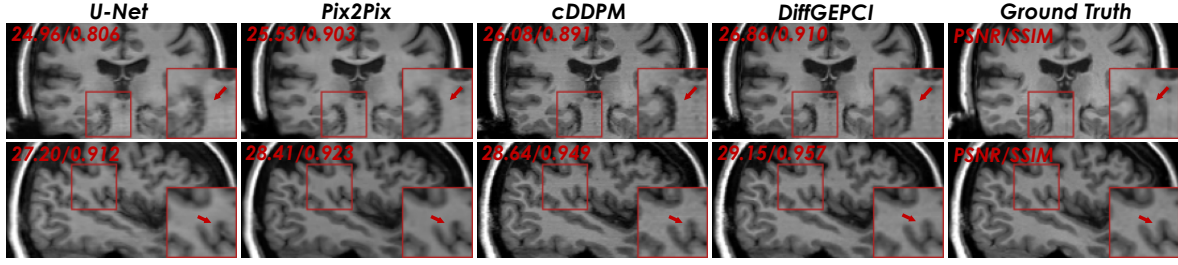 U-Net Pix2Pix cDDPM DiffGEPCI Ground Truth
24.96/0.806 25.53/0.903 26.08/0.891 26.86/0.910 PSNR/SSIM
27.20/0.912 28.41/0.923 28.64/0.949 29.15/0.957 PSNR/SSIM